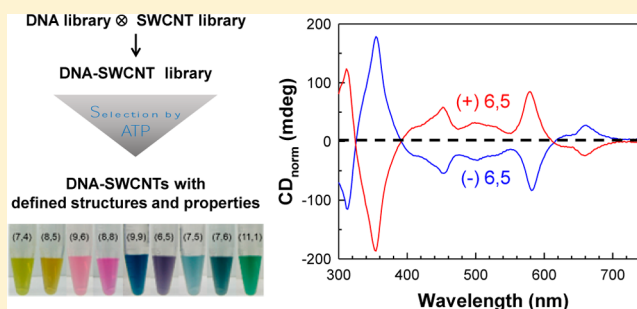 DNA library ⊗ SWCNT library
DNA-SWCNT library
Selection by
ATP
DNA-SWCNTs with
defined structures and properties
(7,4) (8,5) (9,6) (8,8) (9,9) (6,5) (7,5) (7,6) (11,1)
200
100
0
-100
-200
CDnorm (mdeg)
(+) 6,5
(-) 6,5
300 400 500 600 700
Wavelength (nm)